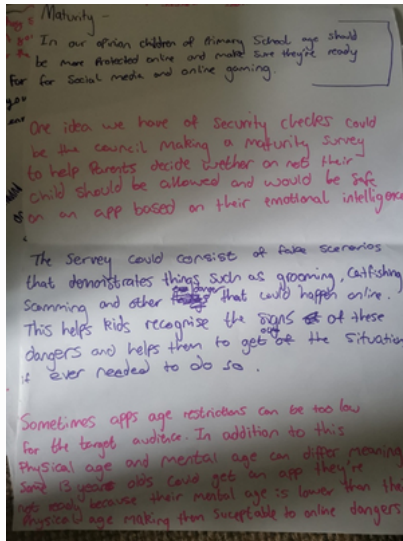 Maturity -
In our opinion children of Primary School age should
be more Protected online and make sure they're ready
for for Social media and online gaming.
One idea we have of Security checks could
be the council making a maturity survey
to help Parents decide wether or not their
child should be allowed and would be safe
on an app based on their emotional intelligence
The Servey could consist of fake scenarios
that demonstrates things such as grooming, Catfishing
Scamming and other dangers that could happen online.
This helps kids recognise the signs of these
dangers and helps them to get out of the situation
if ever needed to do so.
Sometimes apps age restrictions can be too low
for the target audience. In addition to this
Physical age and mental age can differ meaning
Some 13 year olds could get an app they're
not ready because their mental age is lower than their
Physical age making them Suceptable to online dangers